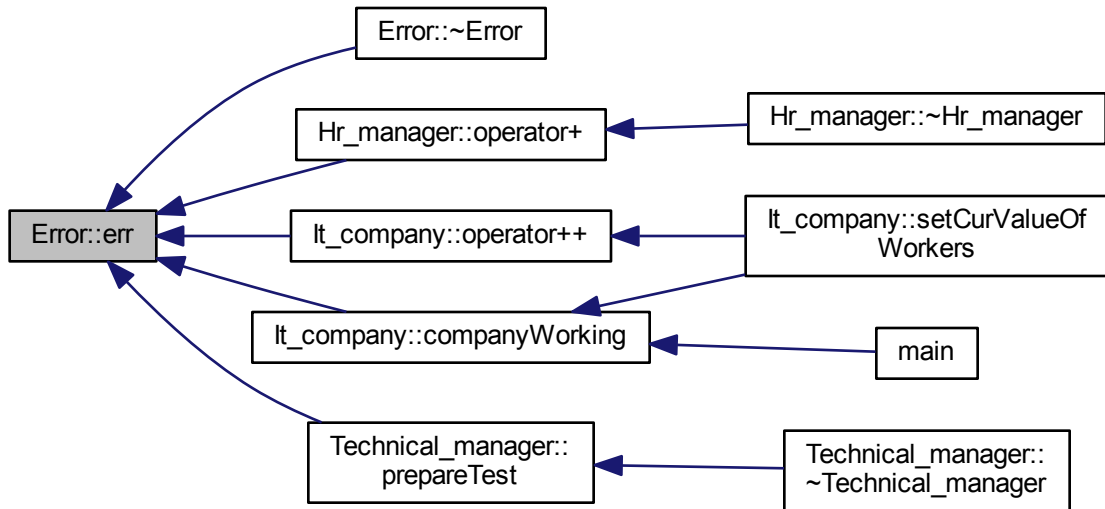 Error::~Error
Hr_manager::operator+
Hr_manager::~Hr_manager
Error::err
It_company::operator++
It_company::setCurValueOf
Workers
It_company::companyWorking
main
Technical_manager::
prepareTest
Technical_manager::
~Technical_manager